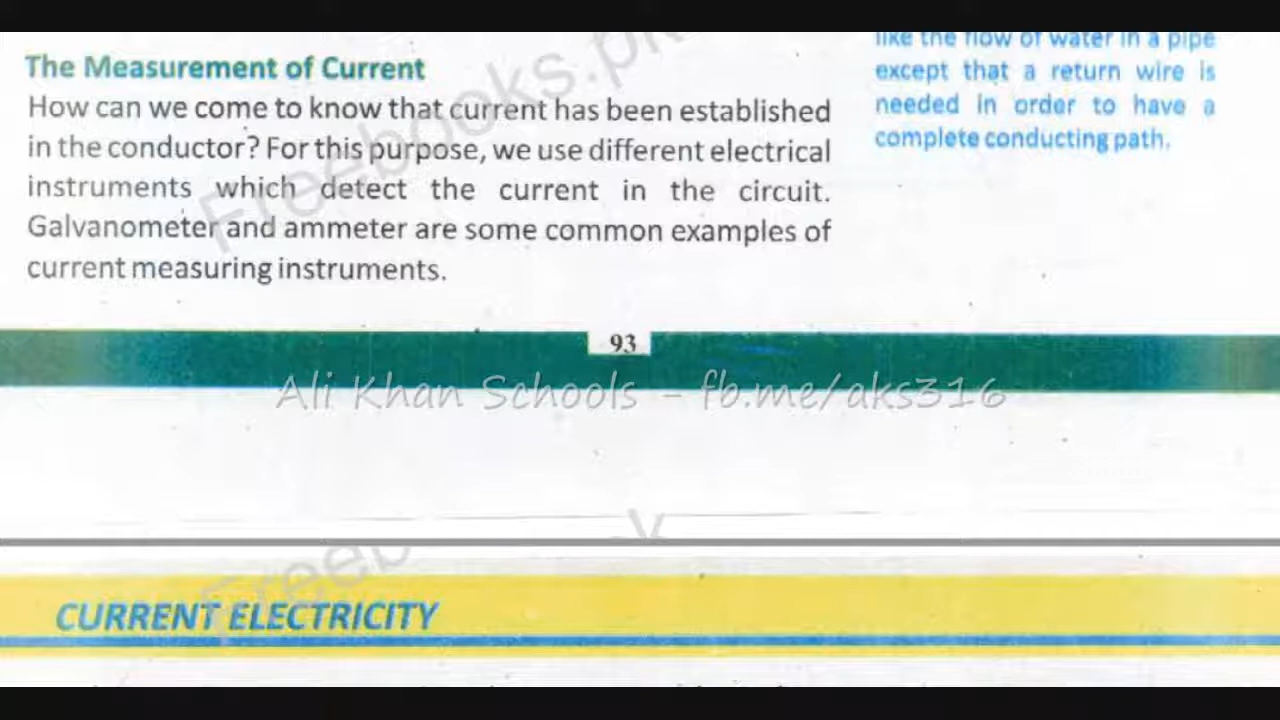 The Measurement of Current
How can we come to know that current has been established
in the conductor? For this purpose, we use different electrical
instruments which detect the current in the circuit.
Galvanometer and ammeter are some common examples of
current measuring instruments.
like the flow of water in a pipe
except that a return wire is
needed in order to have a
complete conducting path.
Freebooks.pk
93
Ali Khan Schools - fb.me/aks316
CURRENT ELECTRICITY